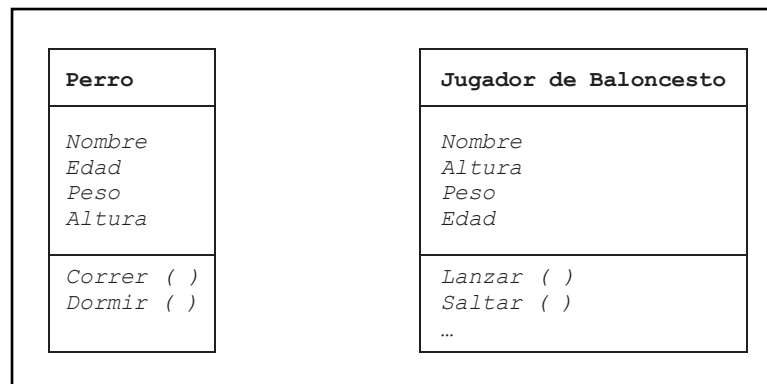 Perro
Nombre
Edad
Peso
Altura
Correr ( )
Dormir ( )
Jugador de Baloncesto
Nombre
Altura
Peso
Edad
Lanzar ( )
Saltar ( )
…